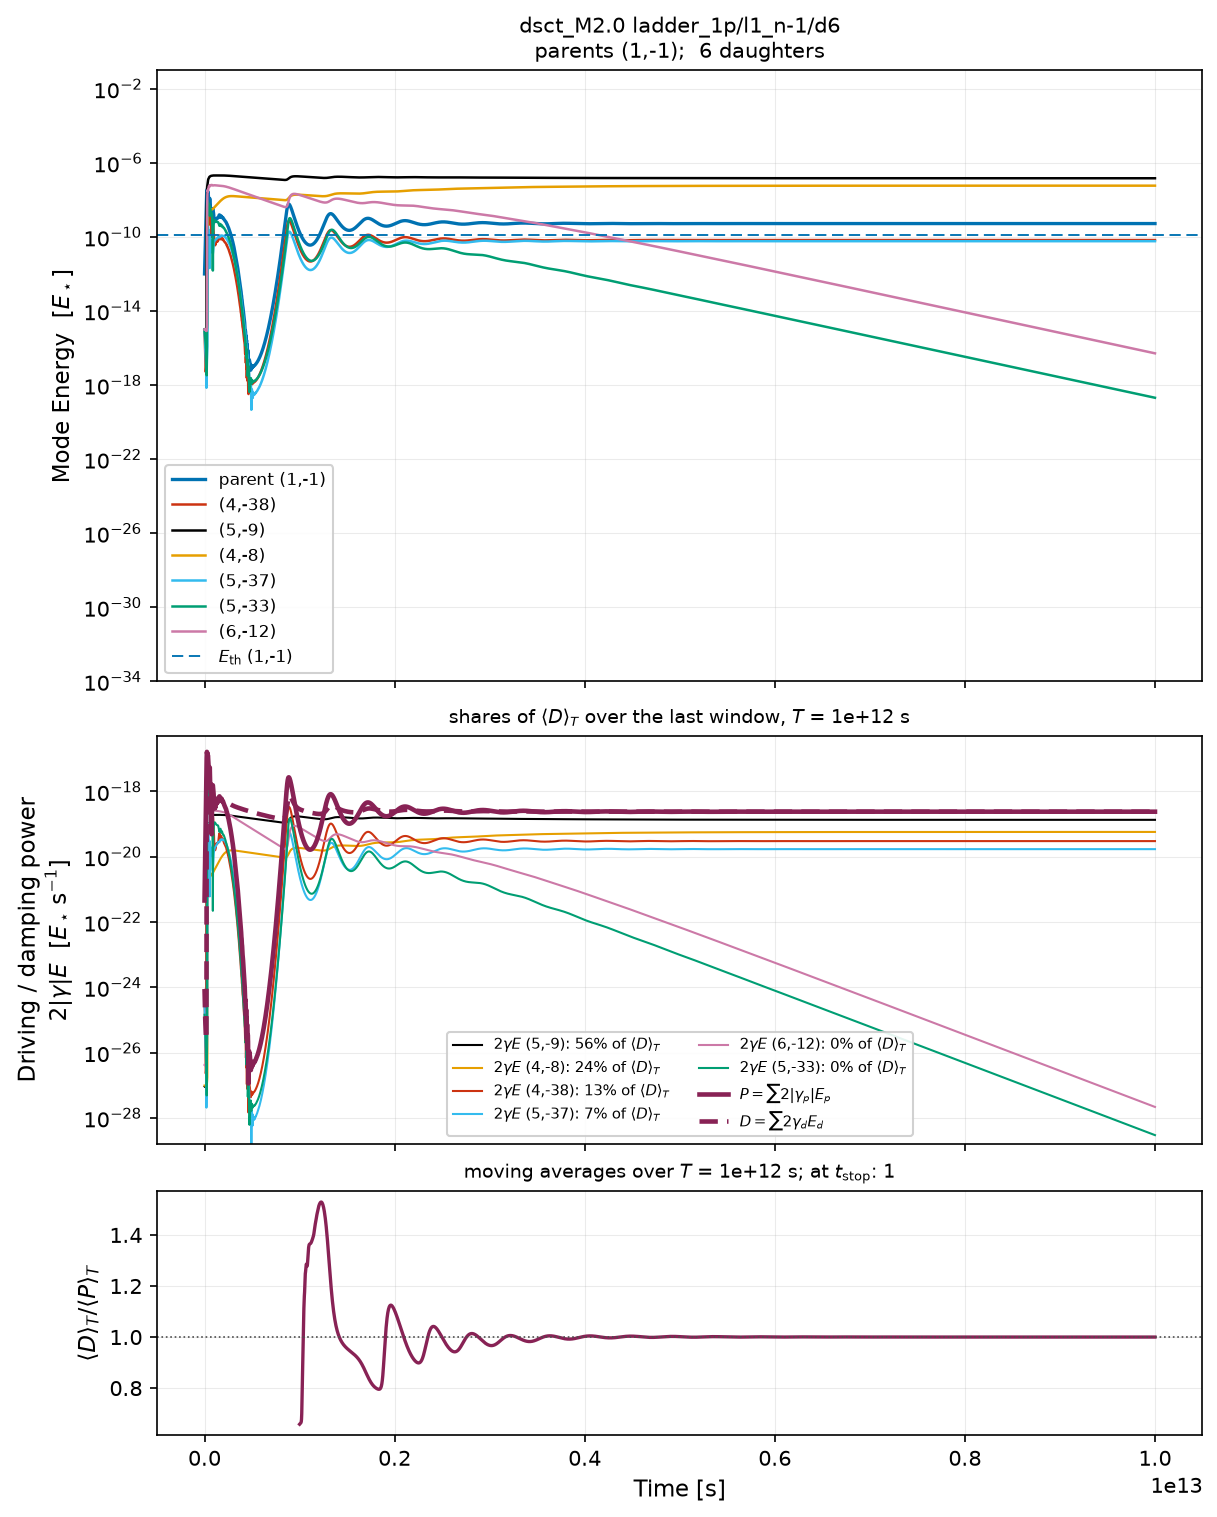 dsct_M2.0 ladder_1p/l1_n-1/d6
parents (1,-1);  6 daughters
Mode Energy  [$E_\star$]
10⁻²
10⁻⁶
10⁻¹⁰
10⁻¹⁴
10⁻¹⁸
10⁻²²
10⁻²⁶
10⁻³⁰
10⁻³⁴
parent (1,-1)
(4,-38)
(5,-9)
(4,-8)
(5,-37)
(5,-33)
(6,-12)
$E_{\rm th}$ (1,-1)
shares of ⟨D⟩_T over the last window, T = 1e+12 s
Driving / damping power
2|γ|E  [$E_\star$ s⁻¹]
10⁻¹⁸
10⁻²⁰
10⁻²²
10⁻²⁴
10⁻²⁶
10⁻²⁸
2γE (5,-9): 56% of ⟨D⟩_T
2γE (4,-8): 24% of ⟨D⟩_T
2γE (4,-38): 13% of ⟨D⟩_T
2γE (5,-37): 7% of ⟨D⟩_T
2γE (6,-12): 0% of ⟨D⟩_T
2γE (5,-33): 0% of ⟨D⟩_T
P = ∑2|γ_p|E_p
D = ∑2γ_dE_d
moving averages over T = 1e+12 s; at t_stop: 1
⟨D⟩_T/⟨P⟩_T
1.4
1.2
1.0
0.8
0.0 0.2 0.4 0.6 0.8 1.0
1e13
Time [s]